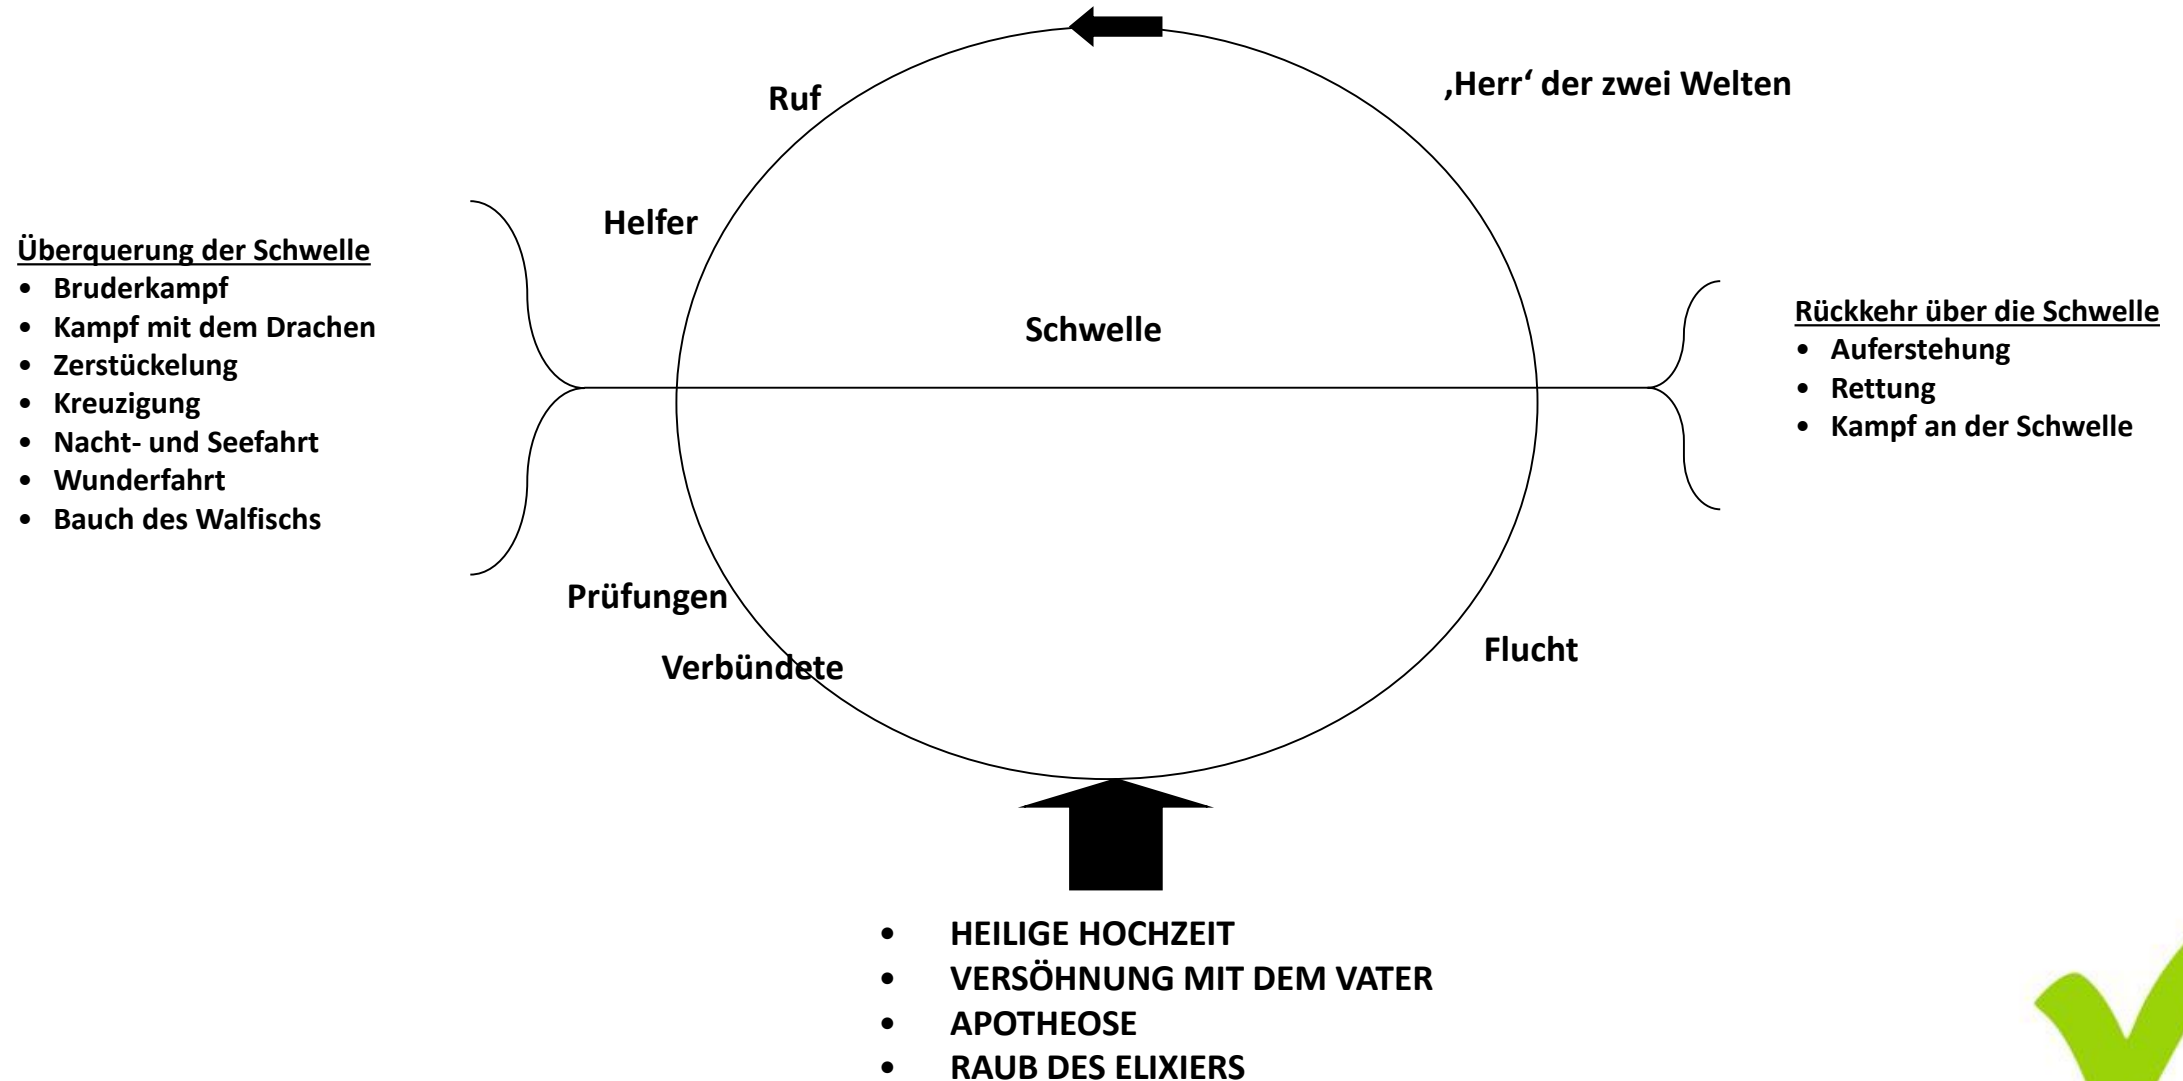 Ruf
‚Herr‘ der zwei Welten
Helfer
Überquerung der Schwelle
• Bruderkampf
• Kampf mit dem Drachen
• Zerstückelung
• Kreuzigung
• Nacht- und Seefahrt
• Wunderfahrt
• Bauch des Walfischs
Schwelle
Rückkehr über die Schwelle
• Auferstehung
• Rettung
• Kampf an der Schwelle
Prüfungen
Verbündete
Flucht
• HEILIGE HOCHZEIT
• VERSÖHNUNG MIT DEM VATER
• APOTHEOSE
• RAUB DES ELIXIERS